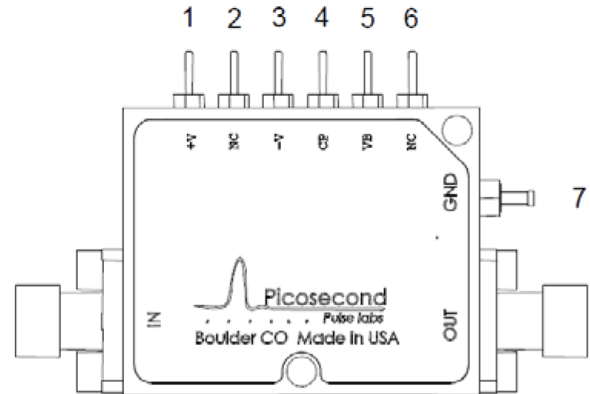 1 2 3 4 5 6
+V NC -V CP VB NC
GND
7
Picosecond
Pulse labs
IN
OUT
Boulder CO Made in USA